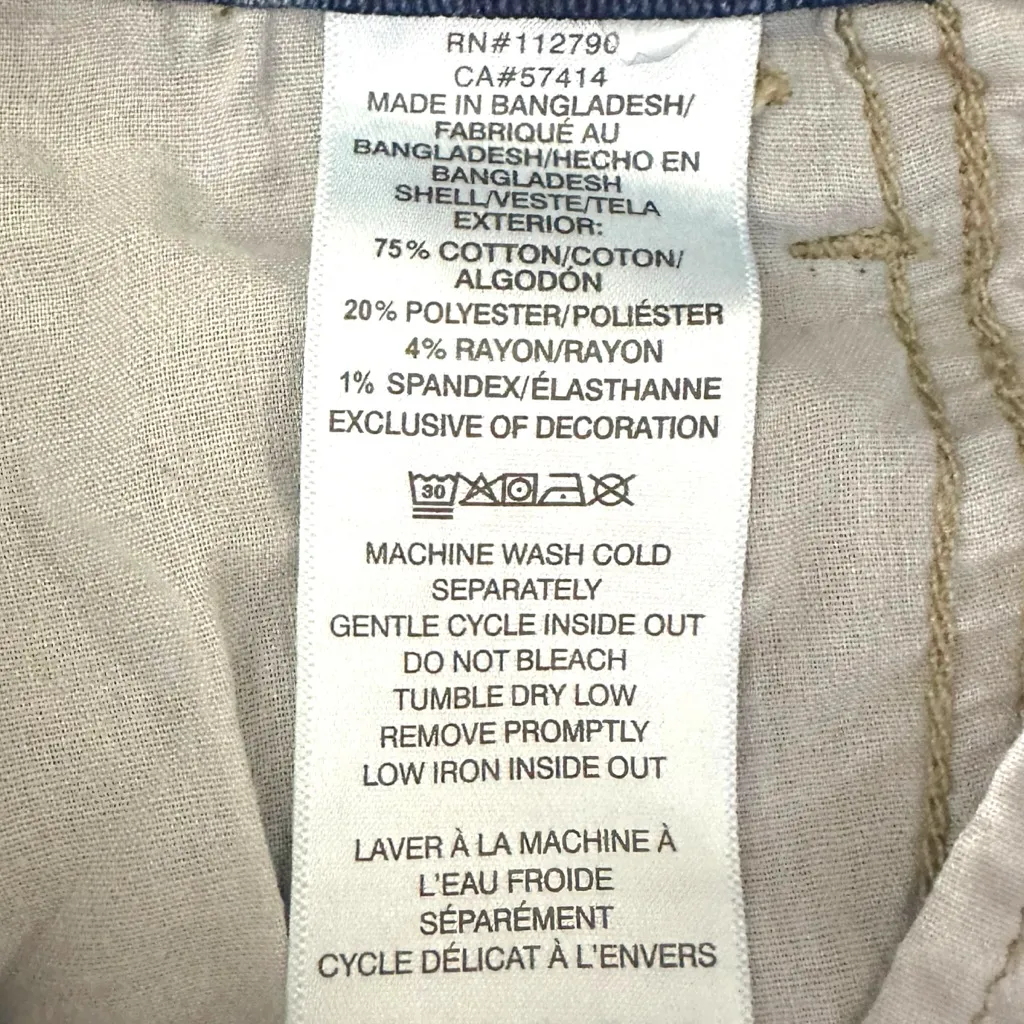 RN#112790
CA#57414
MADE IN BANGLADESH/
FABRIQUÉ AU
BANGLADESH/HECHO EN
BANGLADESH
SHELL/VESTE/TELA
EXTERIOR:
75% COTTON/COTON/
ALGODÓN
20% POLYESTER/POLIÉSTER
4% RAYON/RAYON
1% SPANDEX/ÉLASTHANNE
EXCLUSIVE OF DECORATION
30
MACHINE WASH COLD
SEPARATELY
GENTLE CYCLE INSIDE OUT
DO NOT BLEACH
TUMBLE DRY LOW
REMOVE PROMPTLY
LOW IRON INSIDE OUT
LAVER À LA MACHINE À
L'EAU FROIDE
SÉPARÉMENT
CYCLE DÉLICAT À L'ENVERS